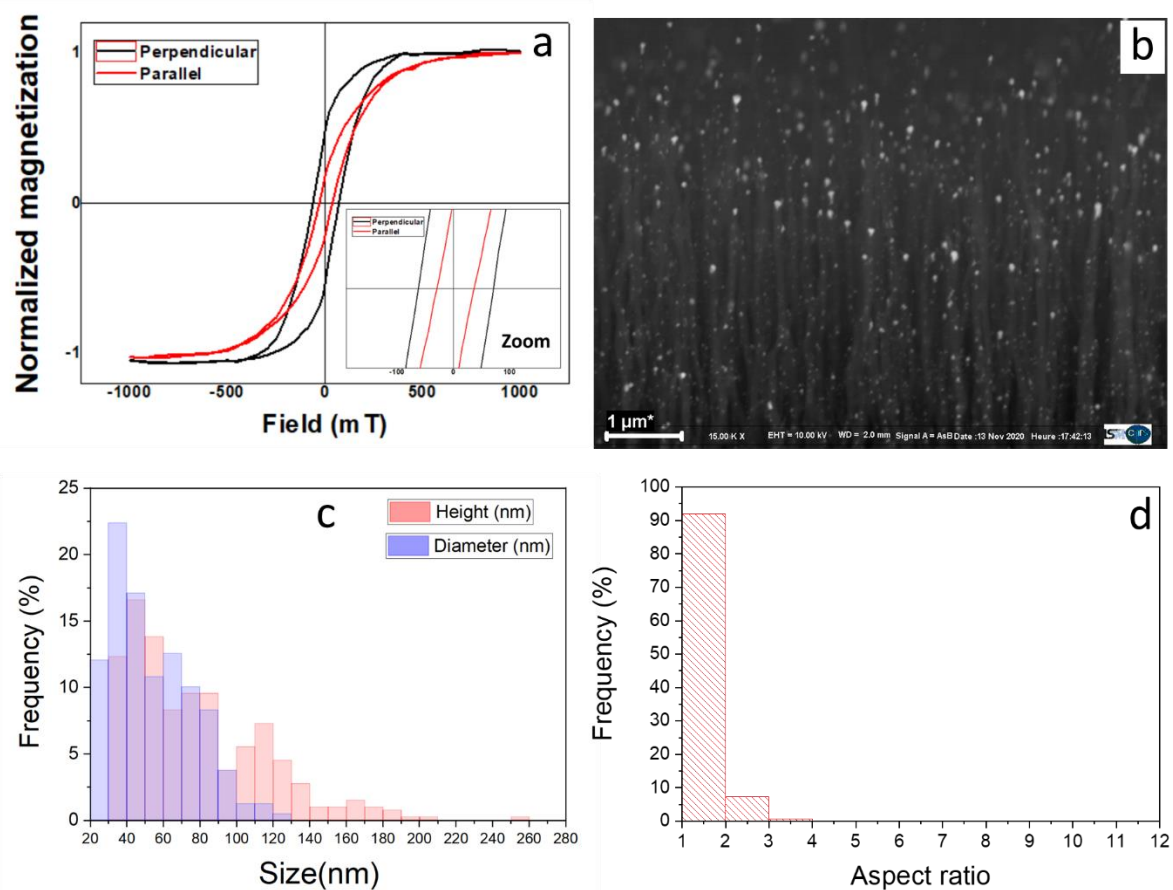 a
Perpendicular
Parallel
Normalized magnetization
1
0
-1
-1000
-500
0
500
1000
Field (mT)
Perpendicular
Parallel
Zoom
-100
0
100
b
1 µm*
15.00 K X EHT = 10.00 kV WD = 2.0 mm Signal A = AsB Date :13 Nov 2020 Heure :17:42:13
c
Height (nm)
Diameter (nm)
Frequency (%)
25
20
15
10
5
0
20 40 60 80 100 120 140 160 180 200 220 240 260 280
Size(nm)
d
Frequency (%)
100
90
80
70
60
50
40
30
20
10
0
1 2 3 4 5 6 7 8 9 10 11 12
Aspect ratio